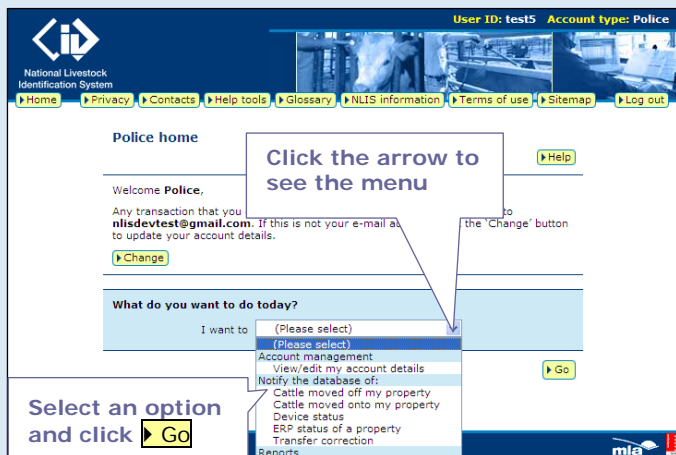 User ID: test5 Account type: Police
National Livestock
Identification System
Home Privacy Contacts Help tools Glossary NLIS information Terms of use Sitemap Log out
Police home
Help
Click the arrow to
see the menu
Welcome Police,
Any transaction that you to
nlisdevtest@gmail.com. If this is not your e-mail the 'Change' button
to update your account details.
Change
What do you want to do today?
I want to (Please select)
(Please select)
Account management
View/edit my account details
Notify the database of:
Cattle moved off my property
Cattle moved onto my property
Device status
ERP status of a property
Transfer correction
Reports
Go
Select an option
and click Go
mla